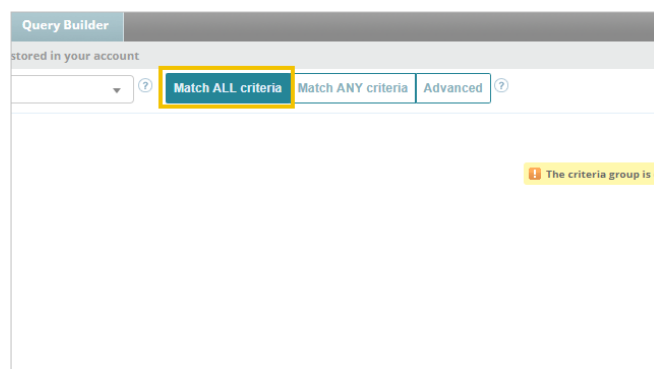 Query Builder
stored in your account
? Match ALL criteria Match ANY criteria Advanced ?
! The criteria group is